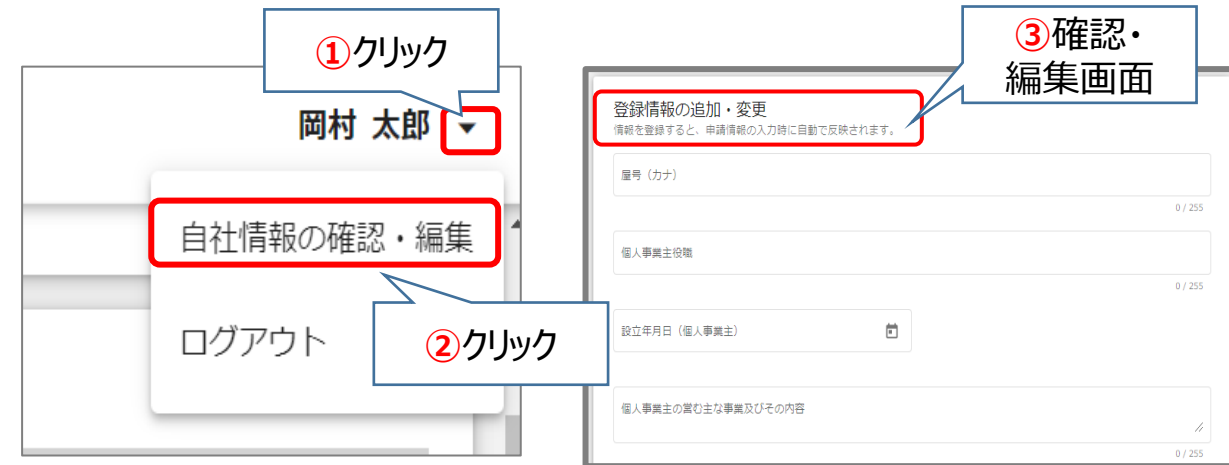 ①クリック
岡村 太郎
自社情報の確認・編集
ログアウト
②クリック
③確認・
編集画面
登録情報の追加・変更
情報を登録すると、申請情報の入力時に自動で反映されます。
屋号（カナ）
0 / 255
個人事業主役職
0 / 255
設立年月日（個人事業主）
個人事業主の営む主な事業及びその内容
0 / 255